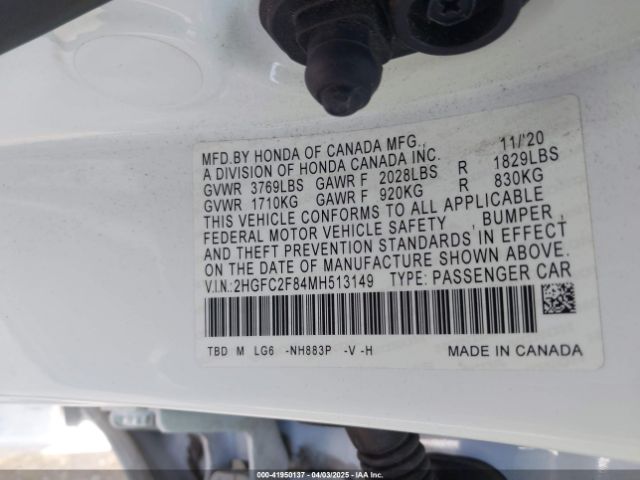 MFD.BY HONDA OF CANADA MFG., 11/'20
A DIVISION OF HONDA CANADA INC.
GVWR 3769LBS GAWR F 2028LBS R 1829LBS
GVWR 1710KG GAWR F 920KG R 830KG
THIS VEHICLE CONFORMS TO ALL APPLICABLE
FEDERAL MOTOR VEHICLE SAFETY , BUMPER ,
AND THEFT PREVENTION STANDARDS IN EFFECT
ON THE DATE OF MANUFACTURE SHOWN ABOVE.
V.I.N.:2HGFC2F84MH513149 TYPE: PASSENGER CAR
TBD M LG6 -NH883P -V -H MADE IN CANADA
00-41950137 - 04/03/2025 - IAAI.COM